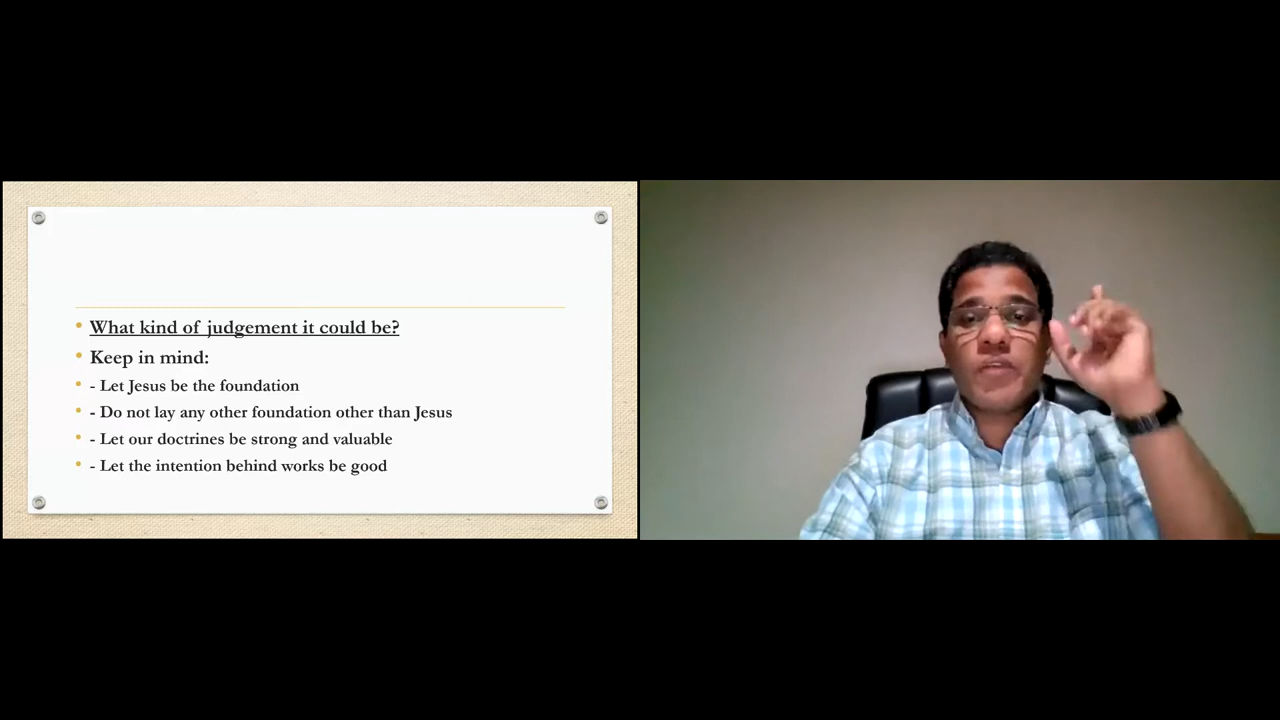 • What kind of judgement it could be?
• Keep in mind:
• - Let Jesus be the foundation
• - Do not lay any other foundation other than Jesus
• - Let our doctrines be strong and valuable
• - Let the intention behind works be good